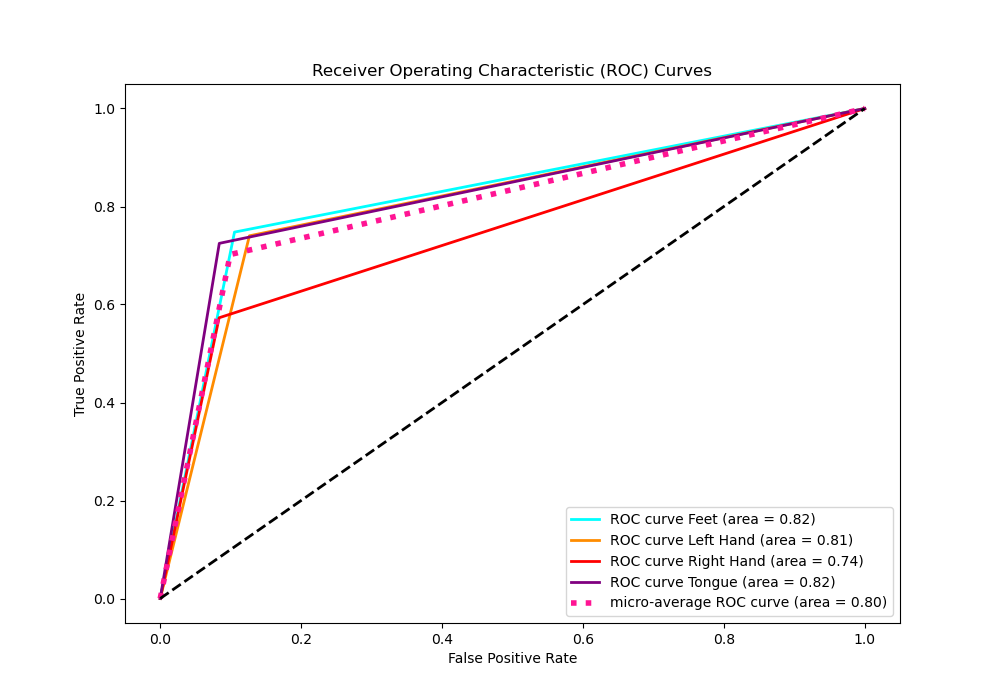 Receiver Operating Characteristic (ROC) Curves
True Positive Rate
1.0
0.8
0.6
0.4
0.2
0.0
0.0 0.2 0.4 0.6 0.8 1.0
False Positive Rate
ROC curve Feet (area = 0.82)
ROC curve Left Hand (area = 0.81)
ROC curve Right Hand (area = 0.74)
ROC curve Tongue (area = 0.82)
micro-average ROC curve (area = 0.80)